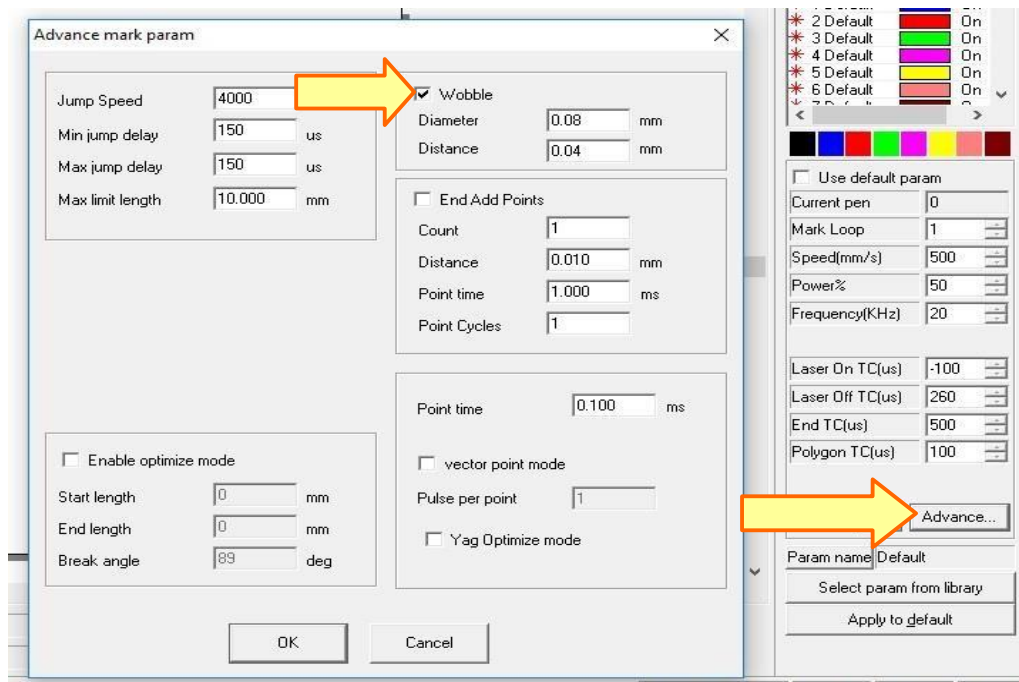 Advance mark param
Jump Speed 4000
Min jump delay 150 us
Max jump delay 150 us
Max limit length 10.000 mm
Wobble
Diameter 0.08 mm
Distance 0.04 mm
End Add Points
Count 1
Distance 0.010 mm
Point time 1.000 ms
Point Cycles 1
Point time 0.100 ms
vector point mode
Pulse per point 1
Yag Optimize mode
Enable optimize mode
Start length 0 mm
End length 0 mm
Break angle 89 deg
OK Cancel
2 Default On
3 Default On
4 Default On
5 Default On
6 Default On
Use default param
Current pen 0
Mark Loop 1
Speed(mm/s) 500
Power% 50
Frequency(KHz) 20
Laser On TC(us) -100
Laser Off TC(us) 260
End TC(us) 500
Polygon TC(us) 100
Advance...
Param name Default
Select param from library
Apply to default